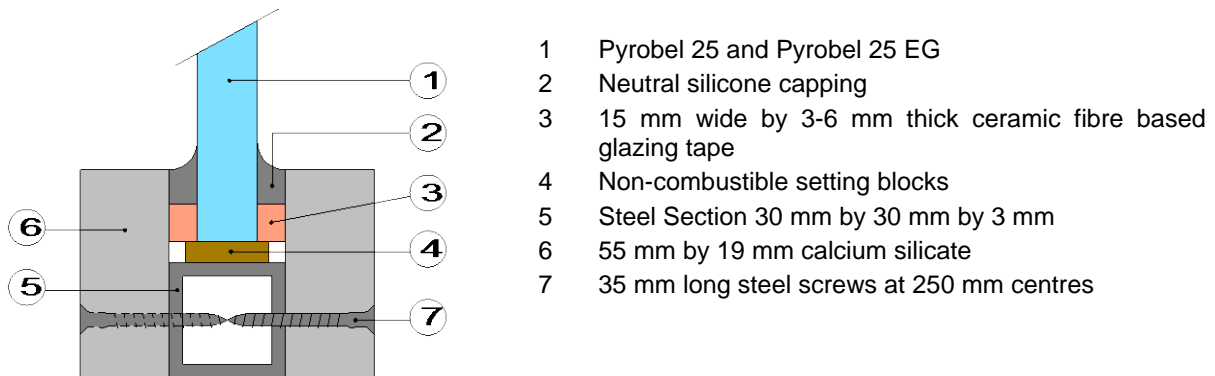 1
2
3
4
5
6
7
1 Pyrobel 25 and Pyrobel 25 EG
2 Neutral silicone capping
3 15 mm wide by 3-6 mm thick ceramic fibre based
glazing tape
4 Non-combustible setting blocks
5 Steel Section 30 mm by 30 mm by 3 mm
6 55 mm by 19 mm calcium silicate
7 35 mm long steel screws at 250 mm centres